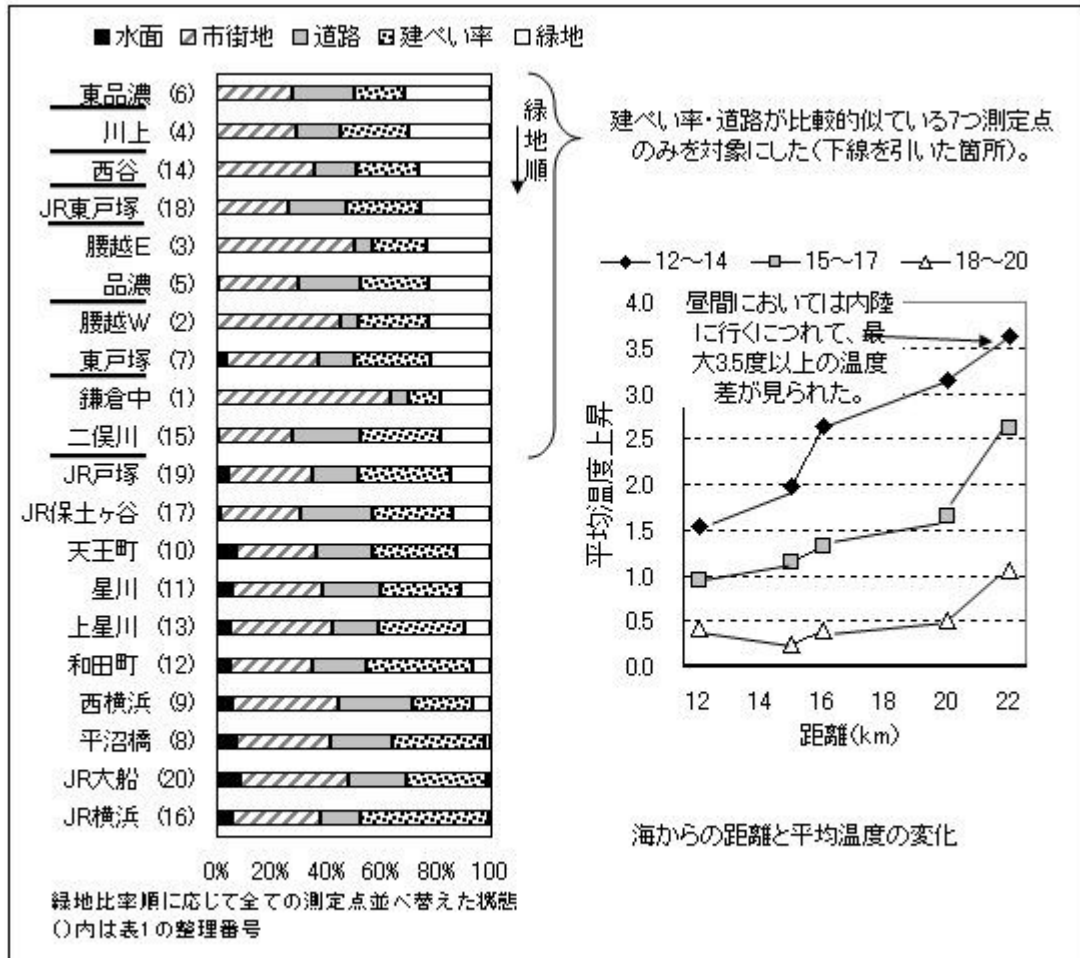 ■水面 市街地 道路 建ぺい率 □緑地
東品濃 (6)
川上 (4)
西谷 (14)
JR東戸塚 (18)
腰越E (3)
品濃 (5)
腰越W (2)
東戸塚 (7)
鎌倉中 (1)
二俣川 (15)
JR戸塚 (19)
JR保土ヶ谷 (17)
天王町 (10)
星川 (11)
上星川 (13)
和田町 (12)
西横浜 (9)
平沼橋 (8)
JR大船 (20)
JR横浜 (16)
0% 20% 40% 60% 80% 100
緑地順
緑地比率順に応じて全ての測定点並べ替えた状態
()内は表1の整理番号
建ぺい率・道路が比較的似ている7つ測定点
のみを対象にした(下線を引いた箇所)。
12～14 15～17 18～20
昼間においては内陸
に行くにつれて、最
大3.5度以上の温度
差が見られた。
平均温度上昇
4.0
3.5
3.0
2.5
2.0
1.5
1.0
0.5
0.0
12 14 16 18 20 22
距離(km)
海からの距離と平均温度の変化